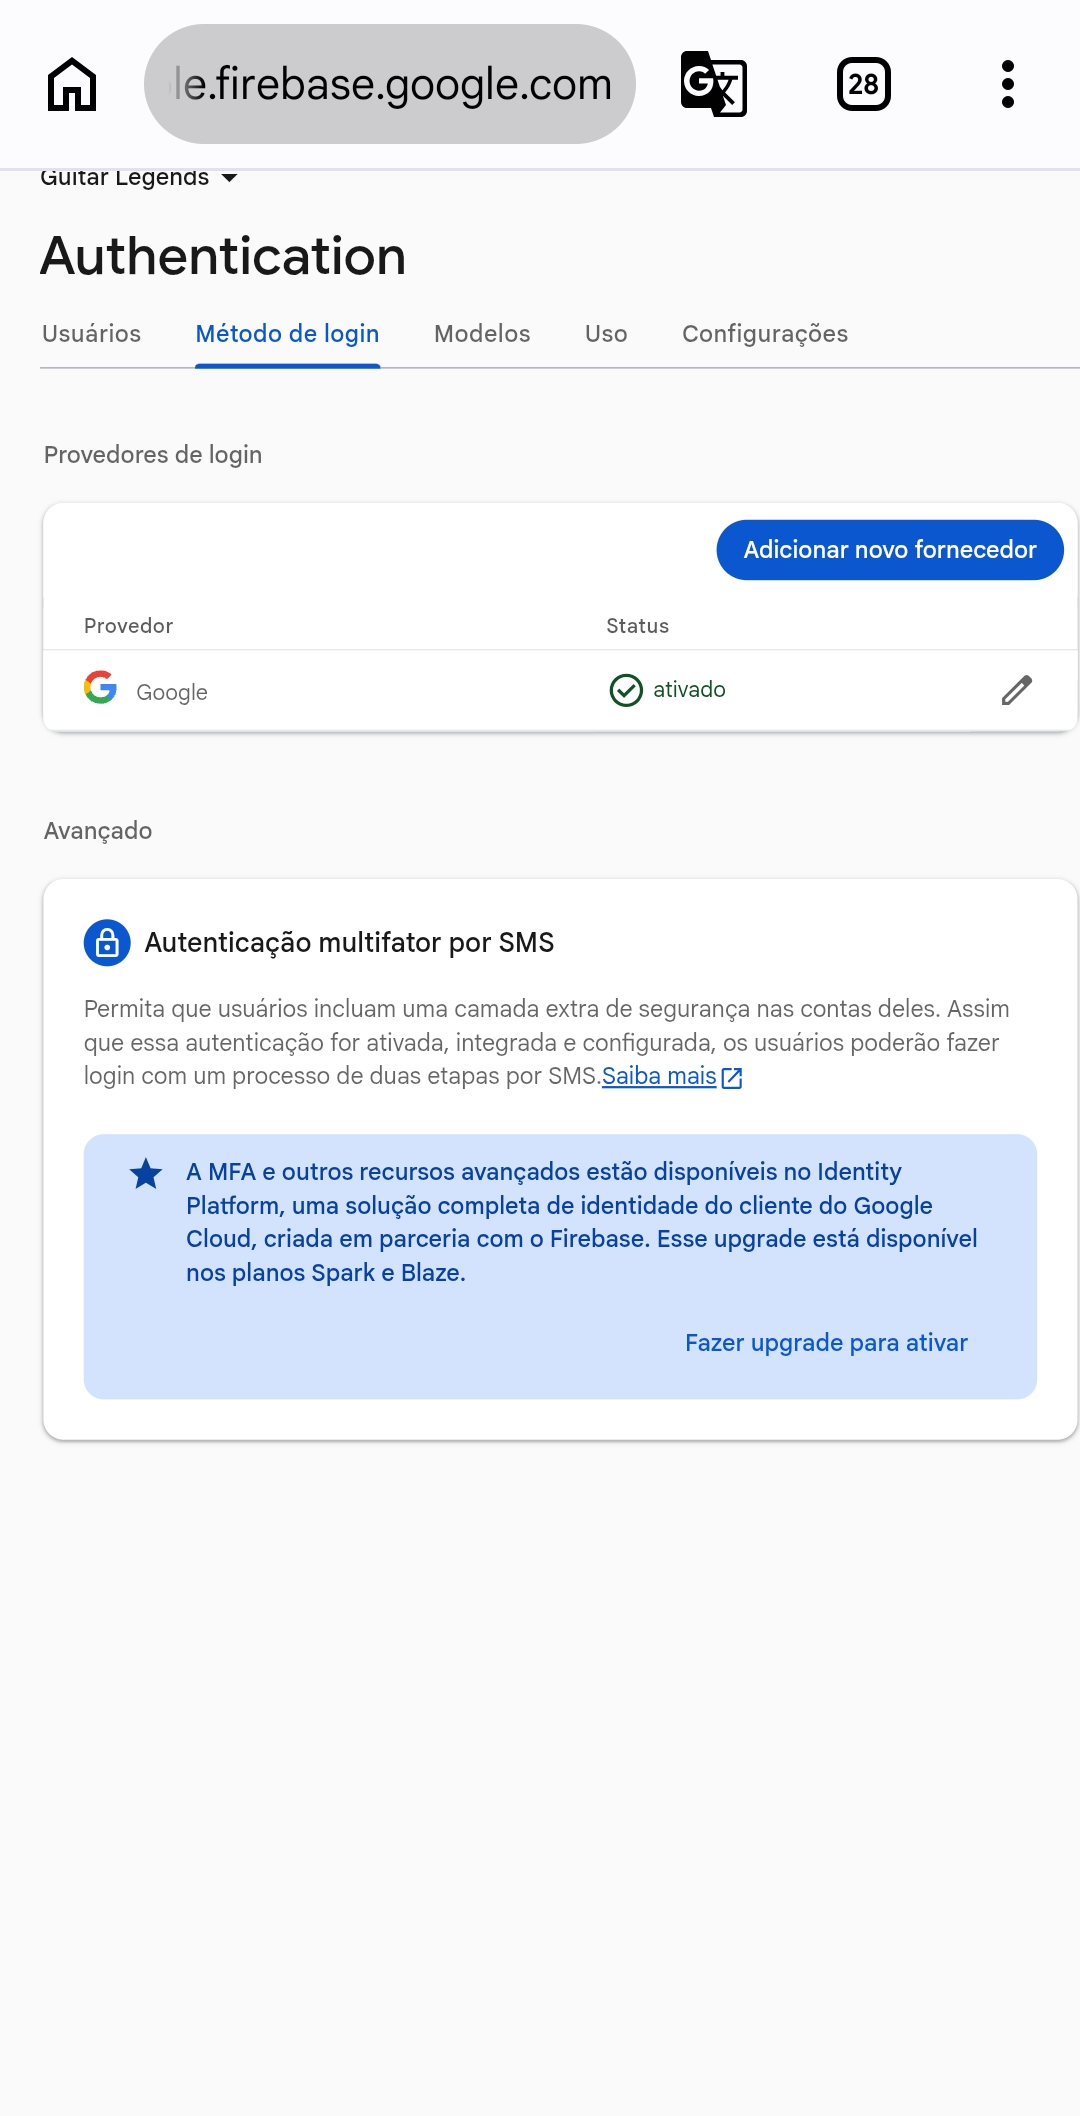 le.firebase.google.com
28
Guitar Legends
Authentication
Usuários Método de login Modelos Uso Configurações
Provedores de login
Adicionar novo fornecedor
Provedor Status
Google ativado
Avançado
Autenticação multifator por SMS
Permita que usuários incluam uma camada extra de segurança nas contas deles. Assim
que essa autenticação for ativada, integrada e configurada, os usuários poderão fazer
login com um processo de duas etapas por SMS.Saiba mais
A MFA e outros recursos avançados estão disponíveis no Identity
Platform, uma solução completa de identidade do cliente do Google
Cloud, criada em parceria com o Firebase. Esse upgrade está disponível
nos planos Spark e Blaze.
Fazer upgrade para ativar